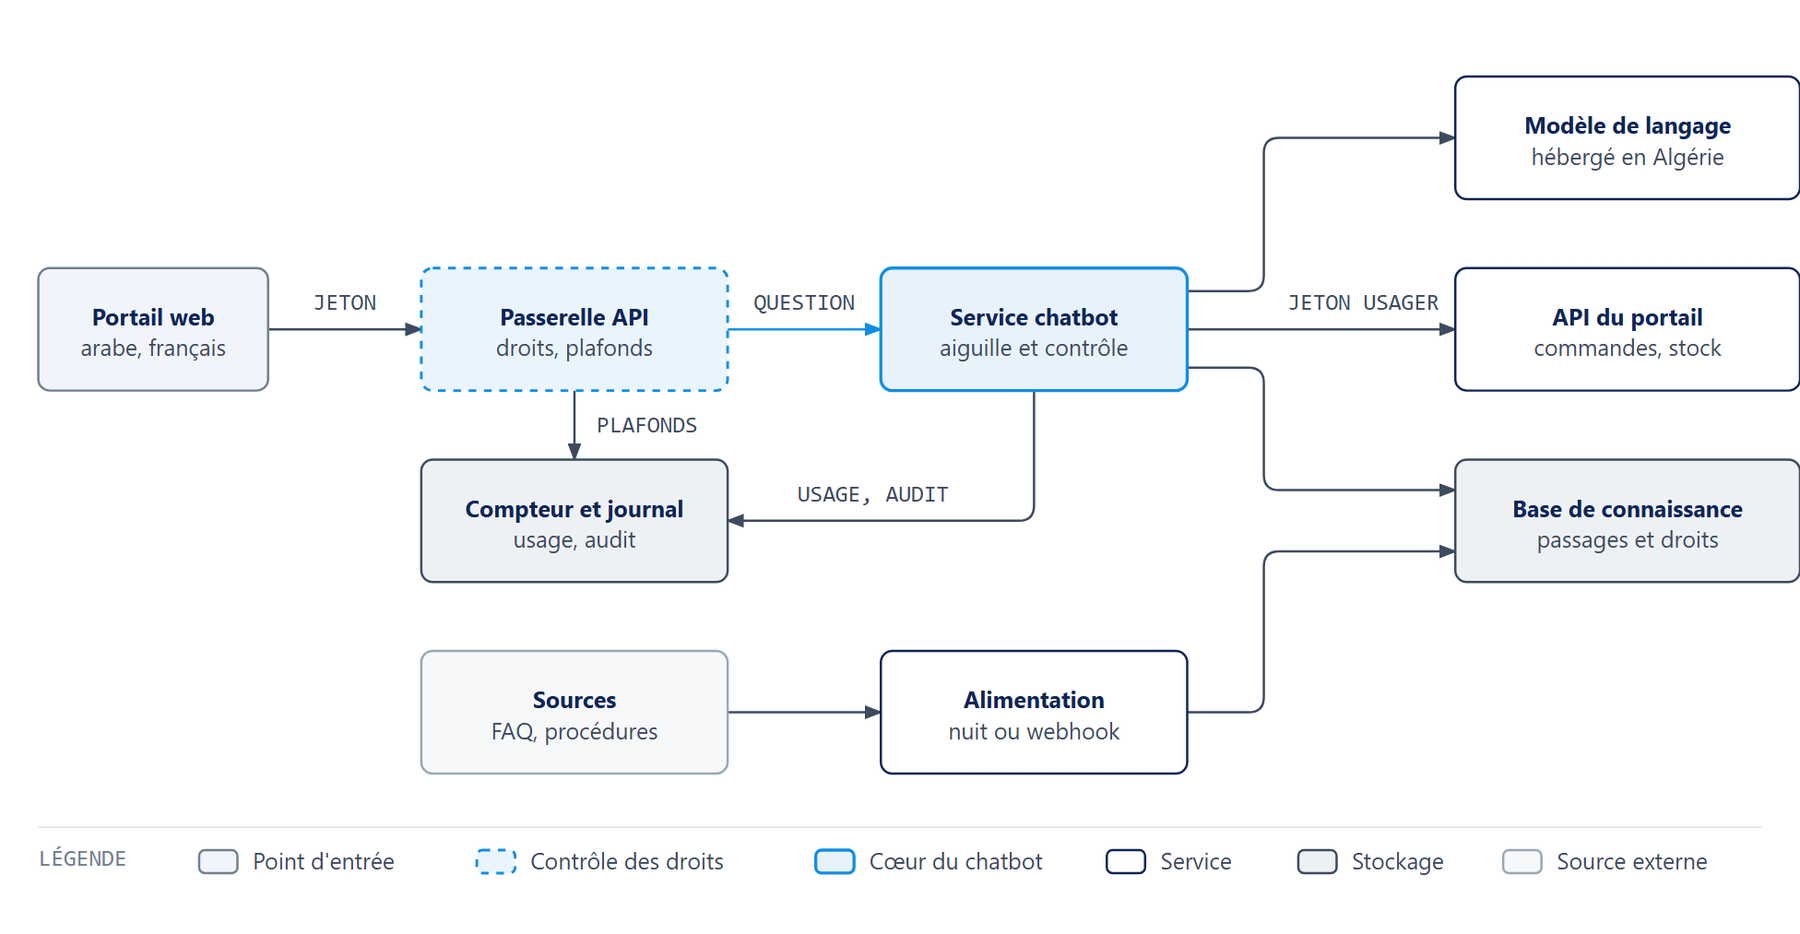 Modèle de langage
hébergé en Algérie
Portail web
arabe, français
JETON
Passerelle API
droits, plafonds
QUESTION
Service chatbot
aiguille et contrôle
JETON USAGER
API du portail
commandes, stock
PLAFONDS
Compteur et journal
usage, audit
USAGE, AUDIT
Base de connaissance
passages et droits
Sources
FAQ, procédures
Alimentation
nuit ou webhook
LÉGENDE
Point d'entrée
Contrôle des droits
Cœur du chatbot
Service
Stockage
Source externe